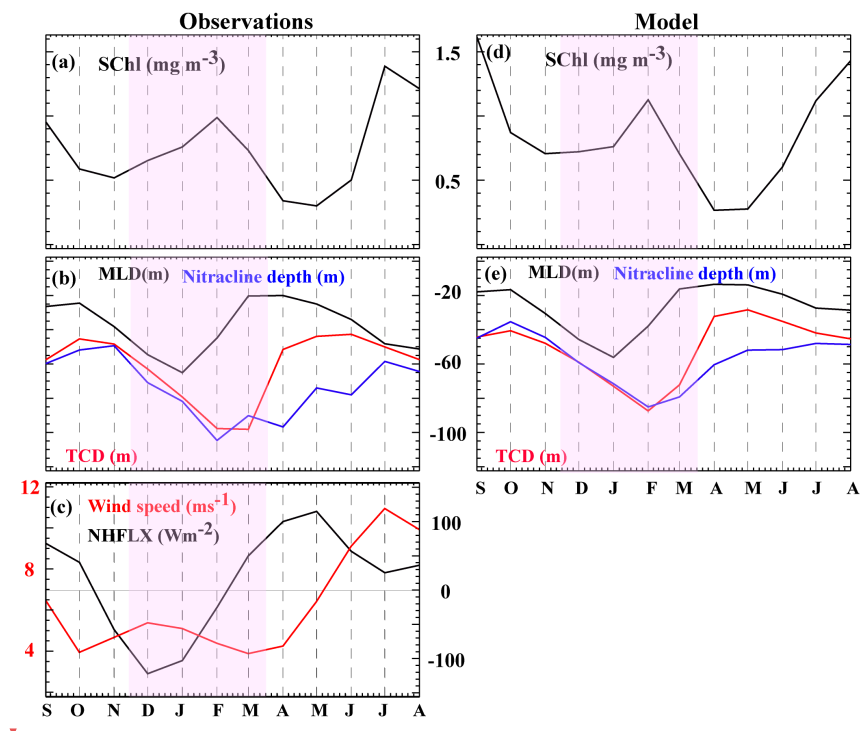 Observations Model
(a) SChl (mg m⁻³)
(d) SChl (mg m⁻³)
1.5
0.5
(b) MLD(m) Nitracline depth (m)
TCD (m)
-20
-60
-100
(e) MLD(m) Nitracline depth (m)
TCD (m)
S O N D J F M A M J J A
12
8
4
(c) Wind speed (ms⁻¹)
NHFLX (Wm⁻²)
100
0
-100
S O N D J F M A M J J A